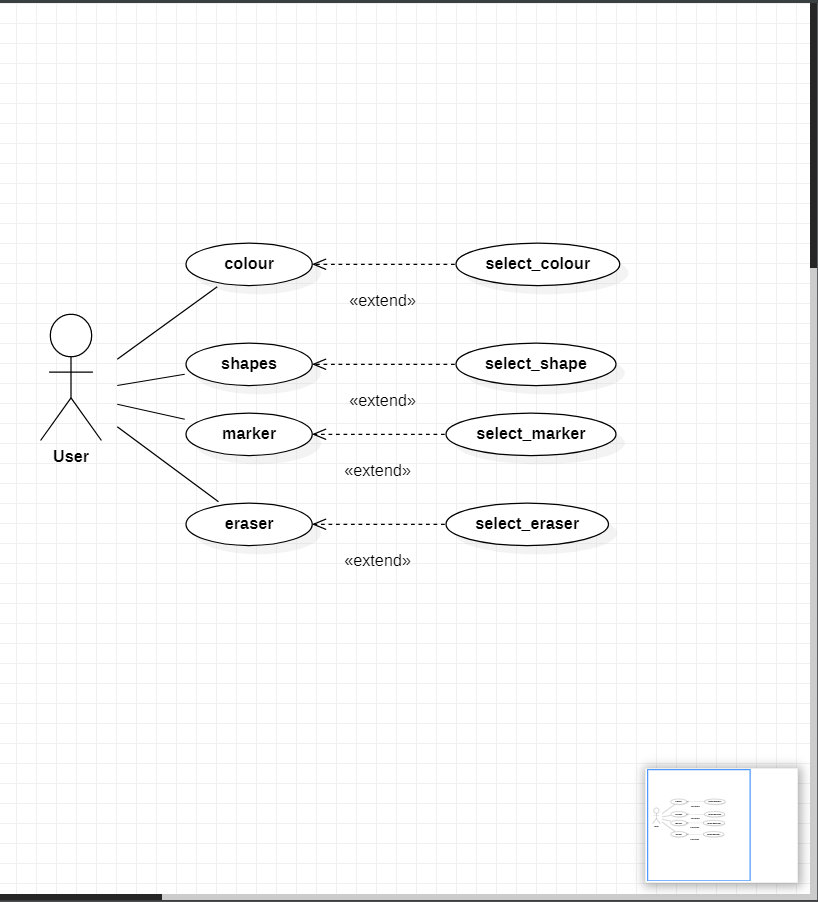 colour
select_colour
«extend»
shapes
select_shape
«extend»
marker
select_marker
User
«extend»
eraser
select_eraser
«extend»